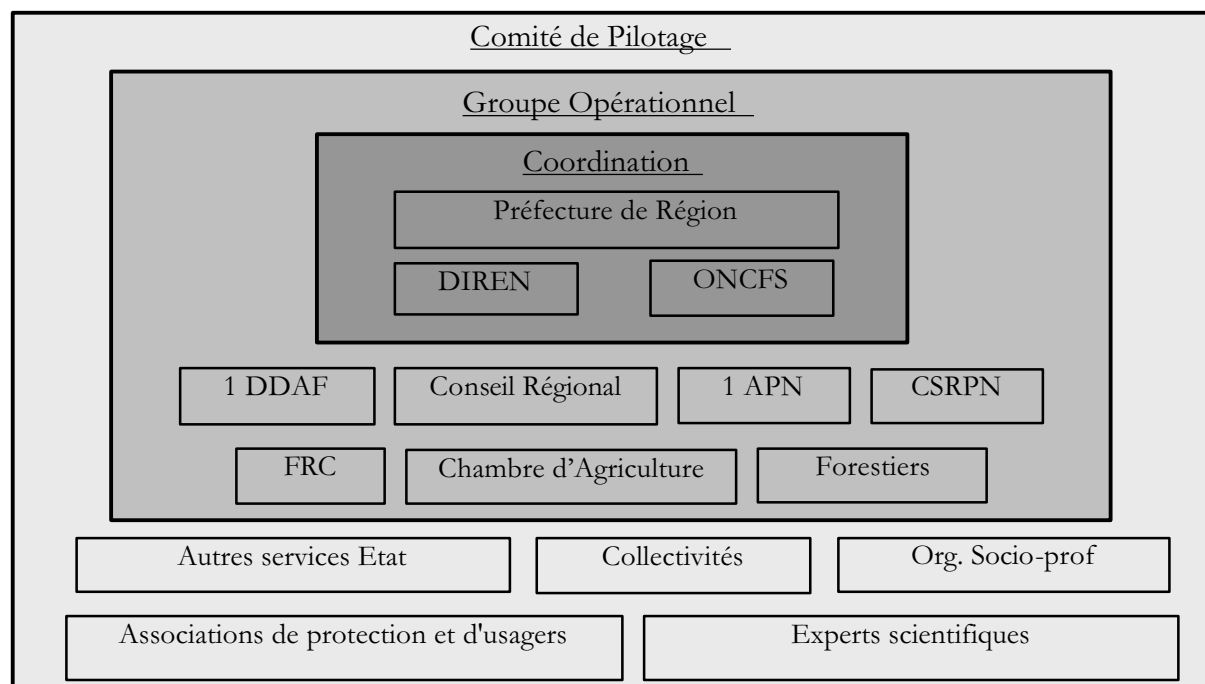 Comité de Pilotage
Groupe Opérationnel
Coordination
Préfecture de Région
DIREN
ONCFS
1 DDAF
Conseil Régional
1 APN
CSRPN
FRC
Chambre d’Agriculture
Forestiers
Autres services Etat
Collectivités
Org. Socio-prof
Associations de protection et d'usagers
Experts scientifiques